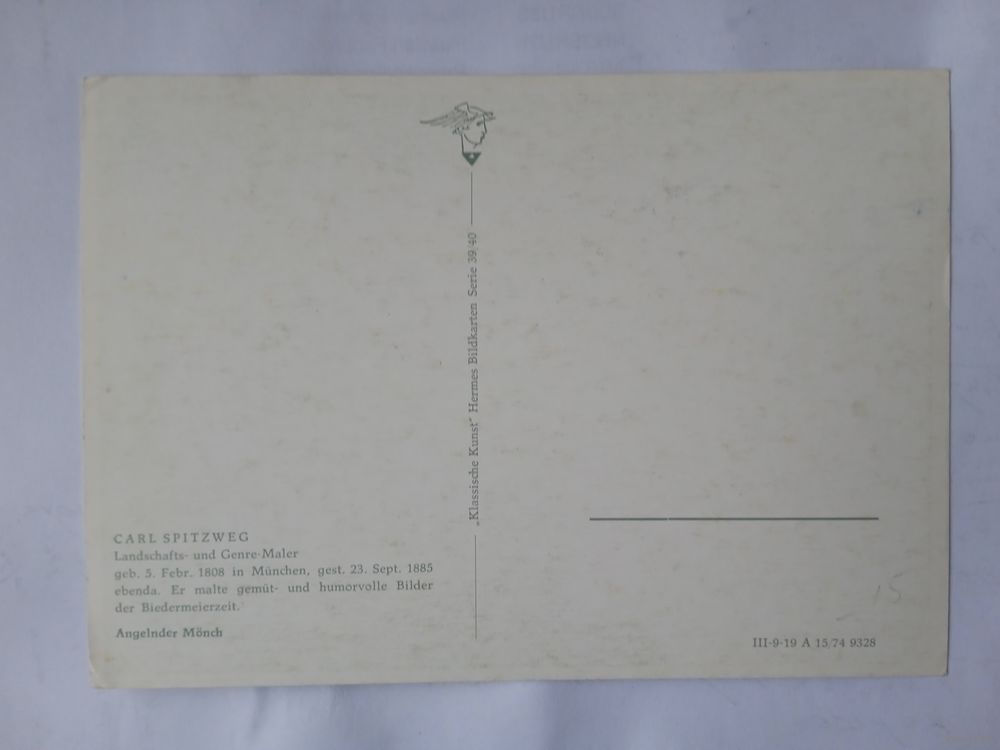 „Klassische Kunst" Hermes Bildkarten Serie 39/40
CARL SPITZWEG
Landschafts- und Genre-Maler
geb. 5. Febr. 1808 in München, gest. 23. Sept. 1885
ebenda. Er malte gemüt- und humorvolle Bilder
der Biedermeierzeit.
Angelnder Mönch
15
III-9-19 A 15/74 9328